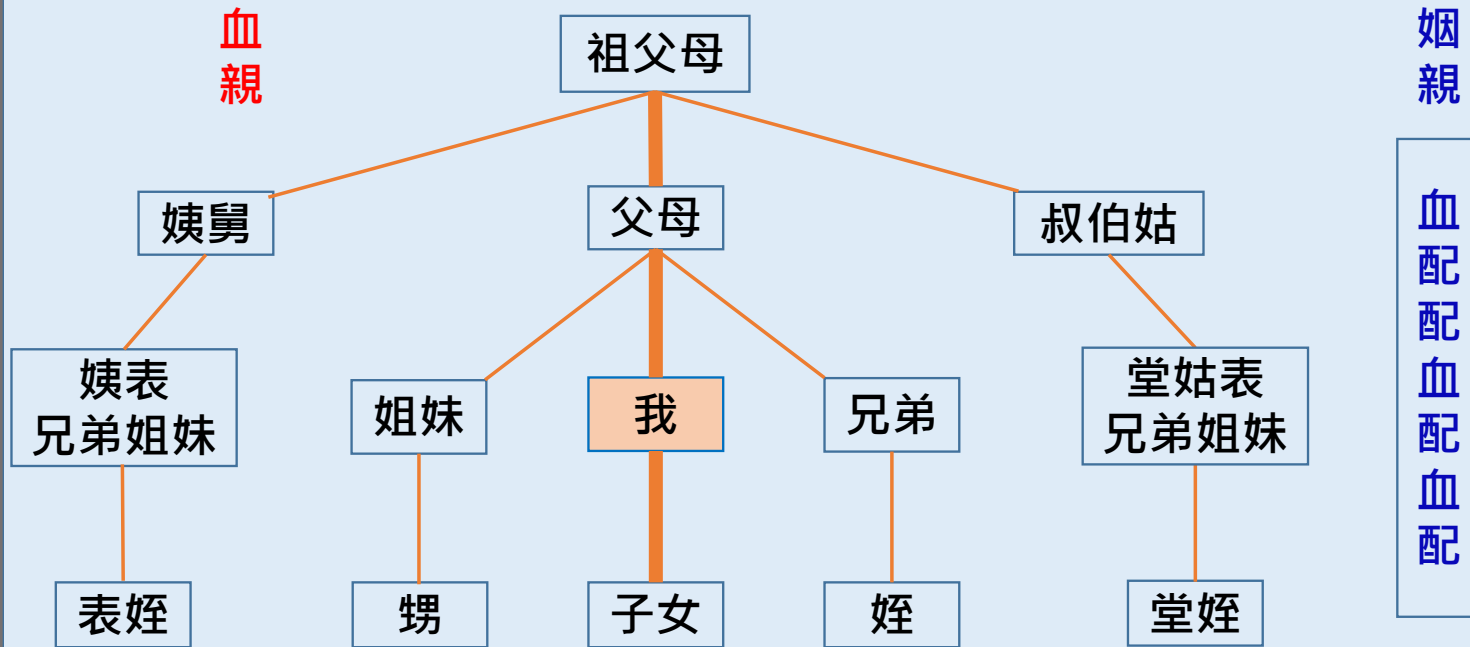 血親
祖父母
姻親
姨舅
父母
叔伯姑
血配配血配血配
姨表
兄弟姐妹
姐妹
我
兄弟
堂姑表
兄弟姐妹
表姪
甥
子女
姪
堂姪